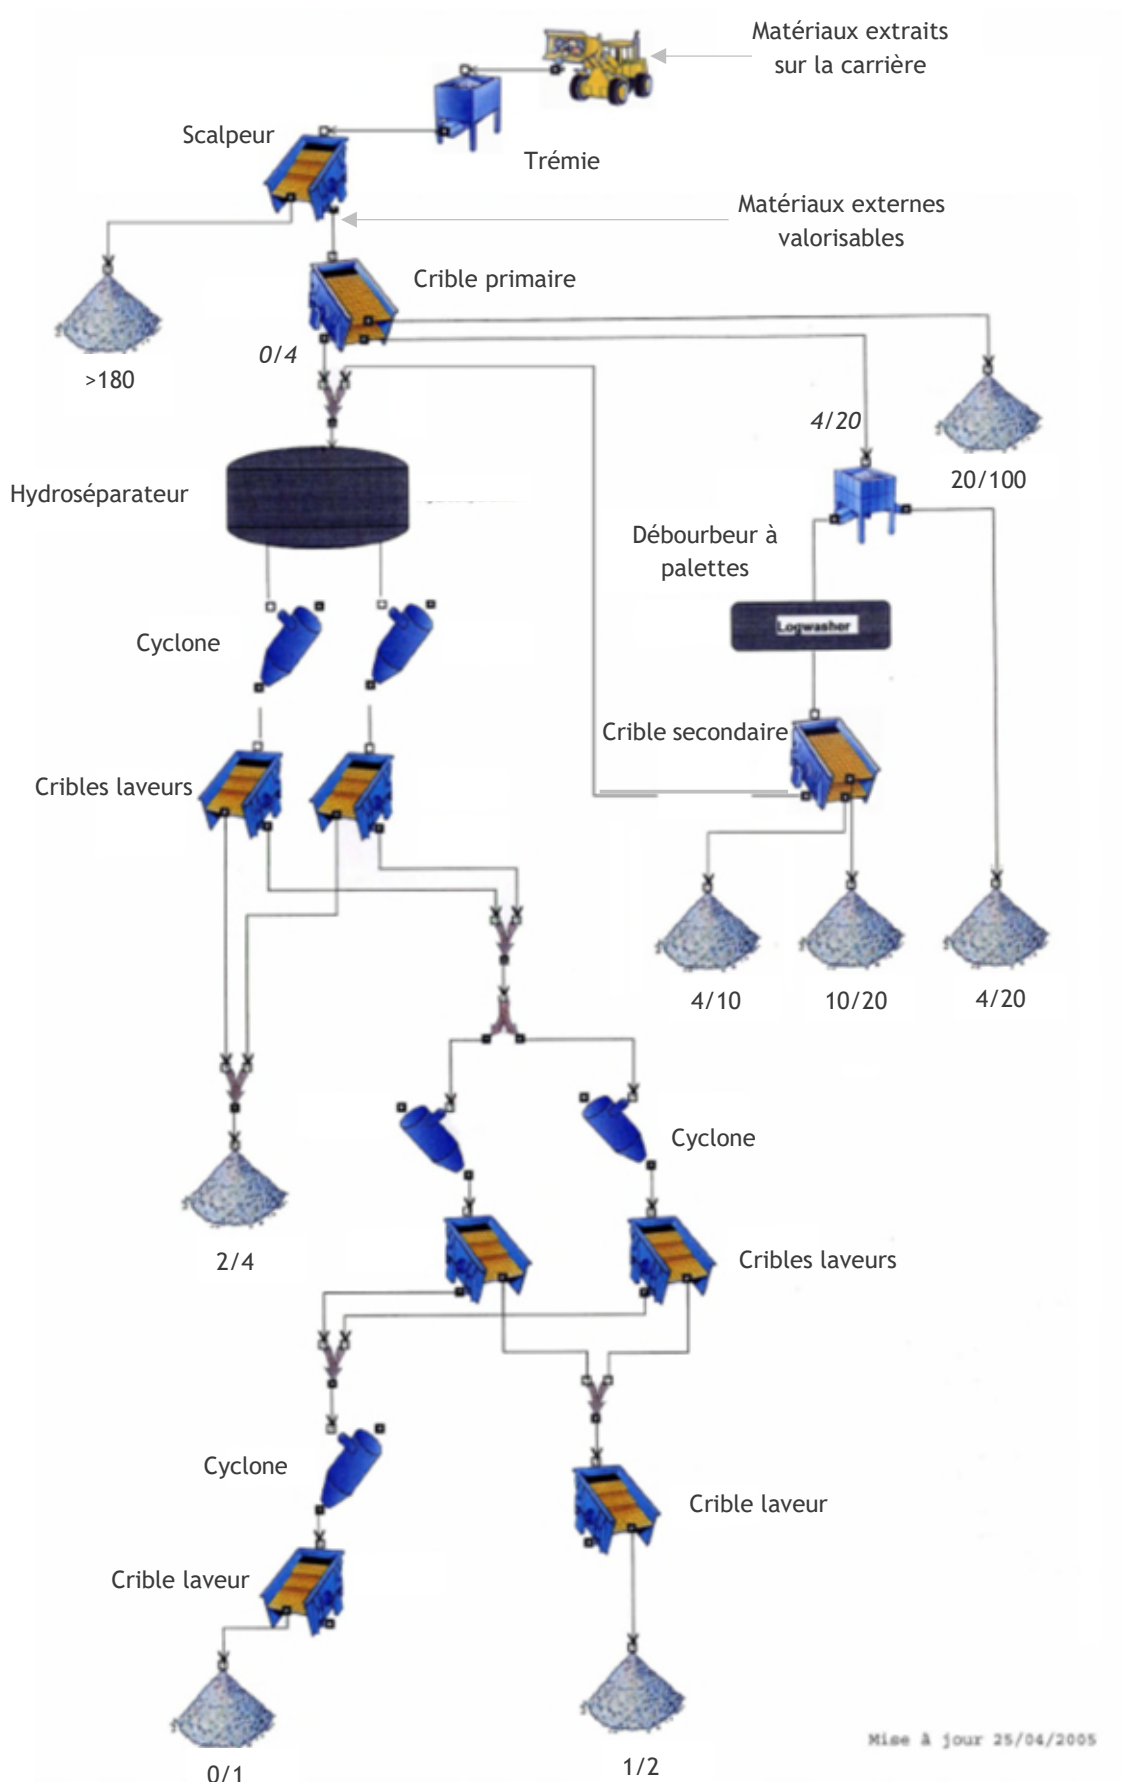 Matériaux extraits
sur la carrière
Scalpeur
Trémie
Matériaux externes
valorisables
Crible primaire
0/4
>180
4/20
20/100
Hydroséparateur
Débourbeur à
palettes
Logwasher
Cyclone
Crible secondaire
Cribles laveurs
4/10
10/20
4/20
Cyclone
2/4
Cribles laveurs
Cyclone
Crible laveur
Crible laveur
Mise à jour 25/04/2005
0/1
1/2